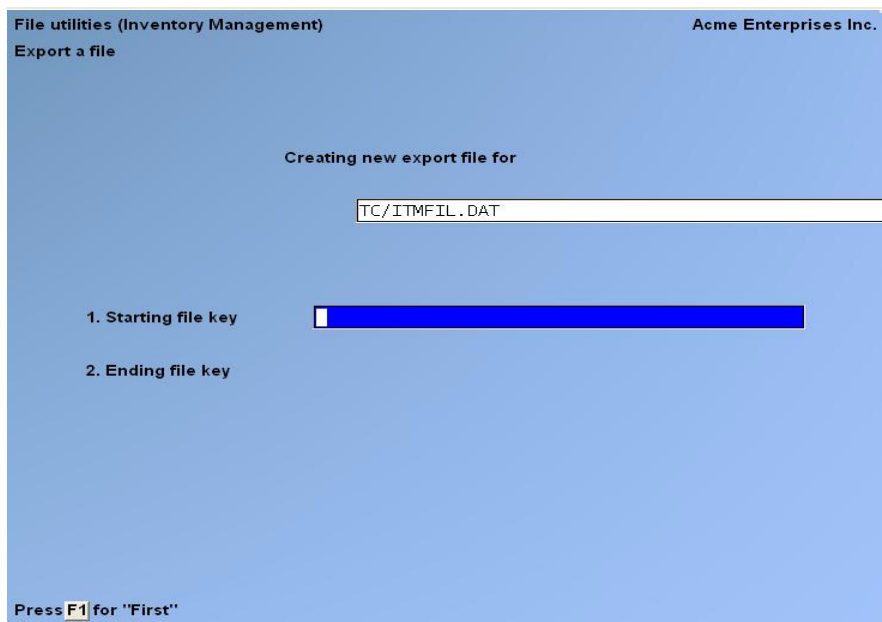 File utilities (Inventory Management) Acme Enterprises Inc.
Export a file
Creating new export file for
TC/ITMFIL.DAT
1. Starting file key
2. Ending file key
Press F1 for "First"